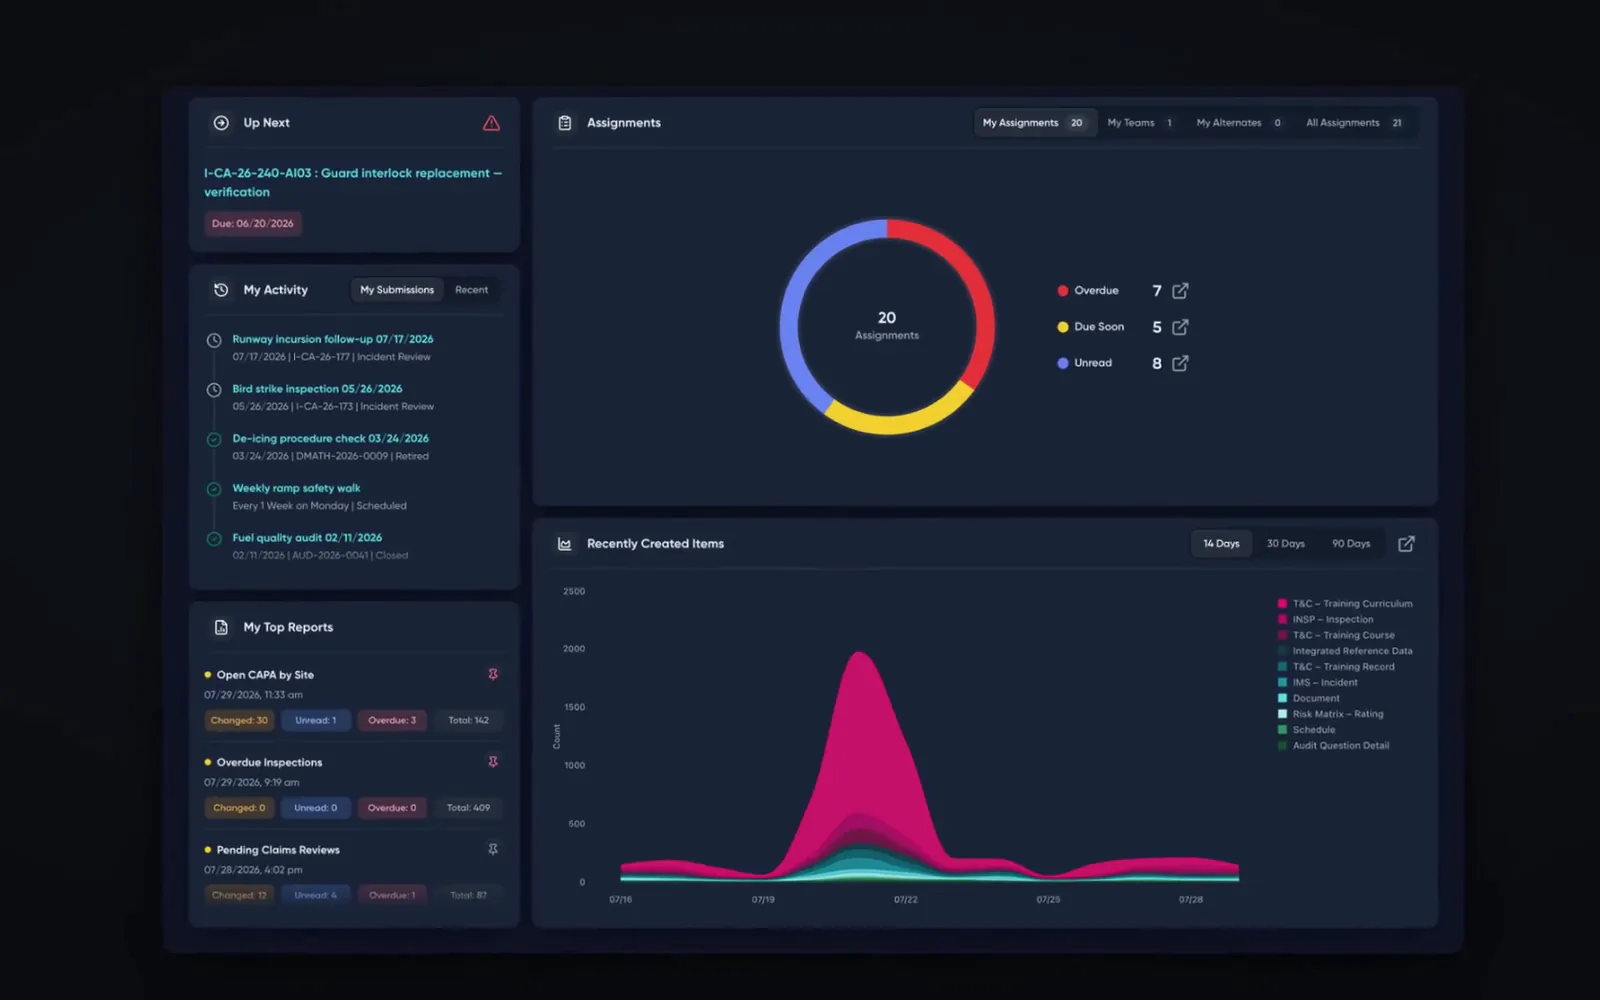 Up Next
I-CA-26-240-AI03 : Guard interlock replacement –
verification
Due: 06/20/2026
My Activity
My Submissions
Recent
Runway incursion follow-up 07/17/2026
07/17/2026 | I-CA-26-177 | Incident Review
Bird strike inspection 05/26/2026
05/26/2026 | I-CA-26-173 | Incident Review
De-icing procedure check 03/24/2026
03/24/2026 | DMATH-2026-0009 | Retired
Weekly ramp safety walk
Every 1 Week on Monday | Scheduled
Fuel quality audit 02/11/2026
02/11/2026 | AUD-2026-0041 | Closed
My Top Reports
Open CAPA by Site
07/29/2026, 11:33 am
Changed: 30 Unread: 1 Overdue: 3 Total: 142
Overdue Inspections
07/29/2026, 9:19 am
Changed: 0 Unread: 0 Overdue: 0 Total: 409
Pending Claims Reviews
07/28/2026, 4:02 pm
Changed: 12 Unread: 4 Overdue: 1 Total: 87
Assignments
My Assignments 20
My Teams 1
My Alternates 0
All Assignments 21
20
Assignments
Overdue 7
Due Soon 5
Unread 8
Recently Created Items
14 Days
30 Days
90 Days
2500
2000
1500
1000
500
0
Count
07/16 07/19 07/22 07/25 07/28
T&C – Training Curriculum
INSP – Inspection
T&C – Training Course
Integrated Reference Data
T&C – Training Record
IMS – Incident
Document
Risk Matrix – Rating
Schedule
Audit Question Detail